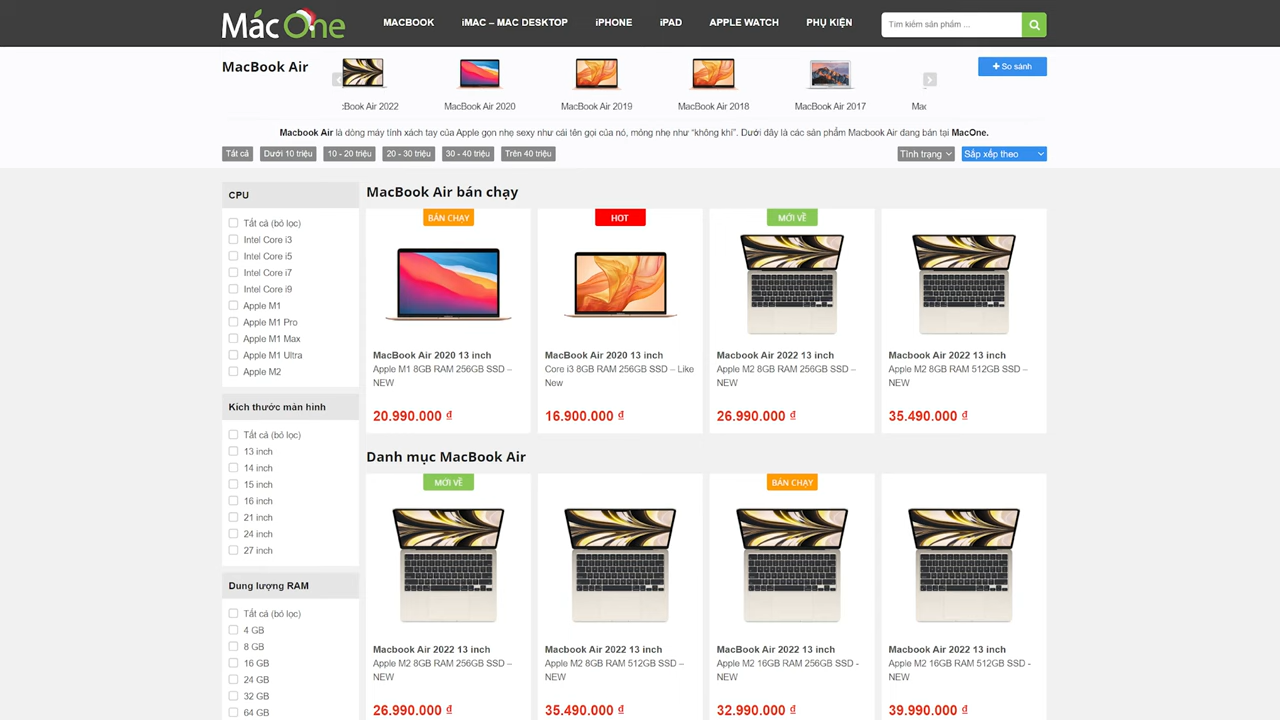 MácOne
MACBOOK
iMAC – MAC DESKTOP
iPHONE
iPAD
APPLE WATCH
PHỤ KIỆN
Tìm kiếm sản phẩm ...
MacBook Air
Book Air 2022
MacBook Air 2020
MacBook Air 2019
MacBook Air 2018
MacBook Air 2017
Mac
+ So sánh
Macbook Air là dòng máy tính xách tay của Apple gọn nhẹ sexy như cái tên gọi của nó, mỏng nhẹ như “không khí”. Dưới đây là các sản phẩm Macbook Air đang bán tại MacOne.
Tất cả
Dưới 10 triệu
10 - 20 triệu
20 - 30 triệu
30 - 40 triệu
Trên 40 triệu
Tình trạng
Sắp xếp theo
CPU
Tất cả (bỏ lọc)
Intel Core i3
Intel Core i5
Intel Core i7
Intel Core i9
Apple M1
Apple M1 Pro
Apple M1 Max
Apple M1 Ultra
Apple M2
Kích thước màn hình
Tất cả (bỏ lọc)
13 inch
14 inch
15 inch
16 inch
21 inch
24 inch
27 inch
Dung lượng RAM
Tất cả (bỏ lọc)
4 GB
8 GB
16 GB
24 GB
32 GB
64 GB
MacBook Air bán chạy
BÁN CHẠY
MacBook Air 2020 13 inch
Apple M1 8GB RAM 256GB SSD –
NEW
20.990.000 ₫
HOT
MacBook Air 2020 13 inch
Core i3 8GB RAM 256GB SSD – Like
New
16.900.000 ₫
MỚI VỀ
Macbook Air 2022 13 inch
Apple M2 8GB RAM 256GB SSD –
NEW
26.990.000 ₫
Macbook Air 2022 13 inch
Apple M2 8GB RAM 512GB SSD –
NEW
35.490.000 ₫
Danh mục MacBook Air
MỚI VỀ
Macbook Air 2022 13 inch
Apple M2 8GB RAM 256GB SSD –
NEW
26.990.000 ₫
Macbook Air 2022 13 inch
Apple M2 8GB RAM 512GB SSD –
NEW
35.490.000 ₫
BÁN CHẠY
MacBook Air 2022 13 inch
Apple M2 16GB RAM 256GB SSD -
NEW
32.990.000 ₫
MacBook Air 2022 13 inch
Apple M2 16GB RAM 512GB SSD -
NEW
39.990.000 ₫